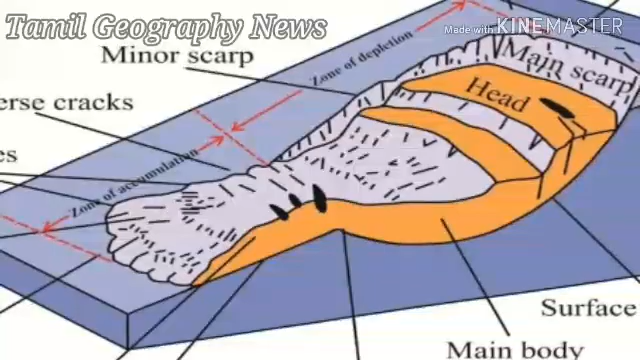 Tamil Geography News
Made with KINEMASTER
Minor scarp
Zone of depletion
Main scarp
Head
erse cracks
es
Zone of accumulation
Surface
Main body